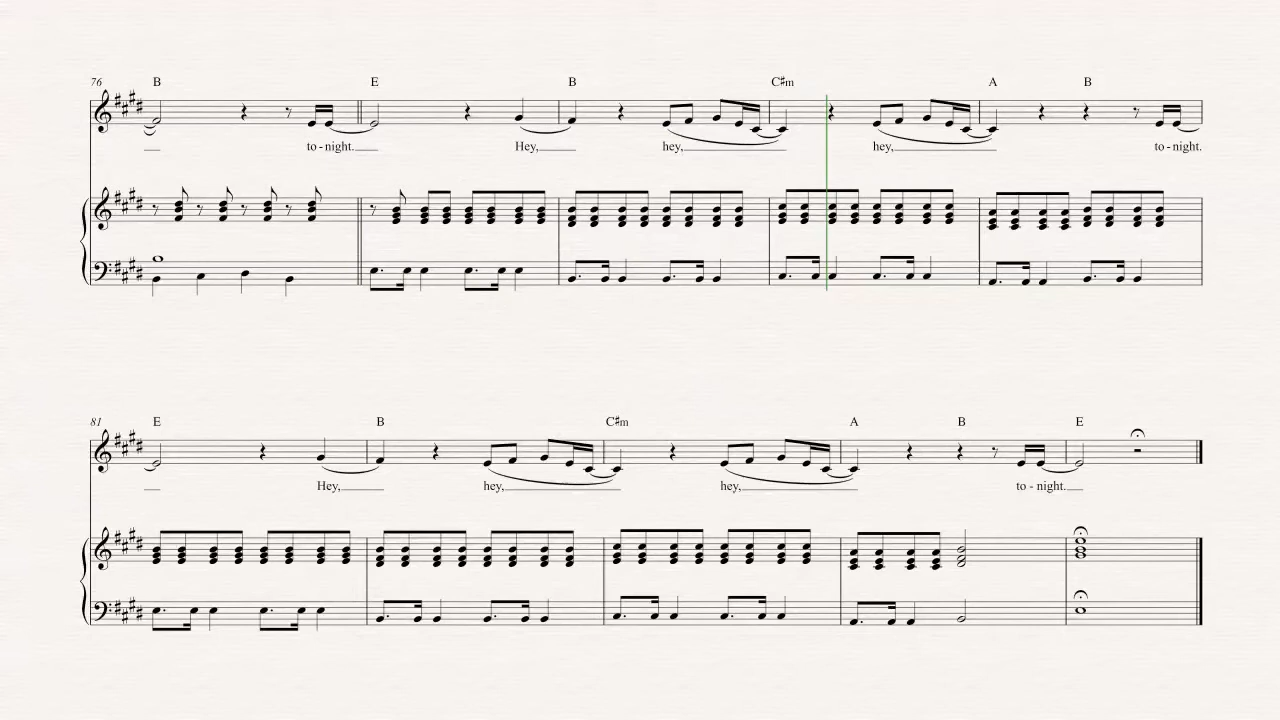 76 B E B C♯m A B
to - night. Hey, hey, hey, to - night.
81 E B C♯m A B E
Hey, hey, hey, to - night.